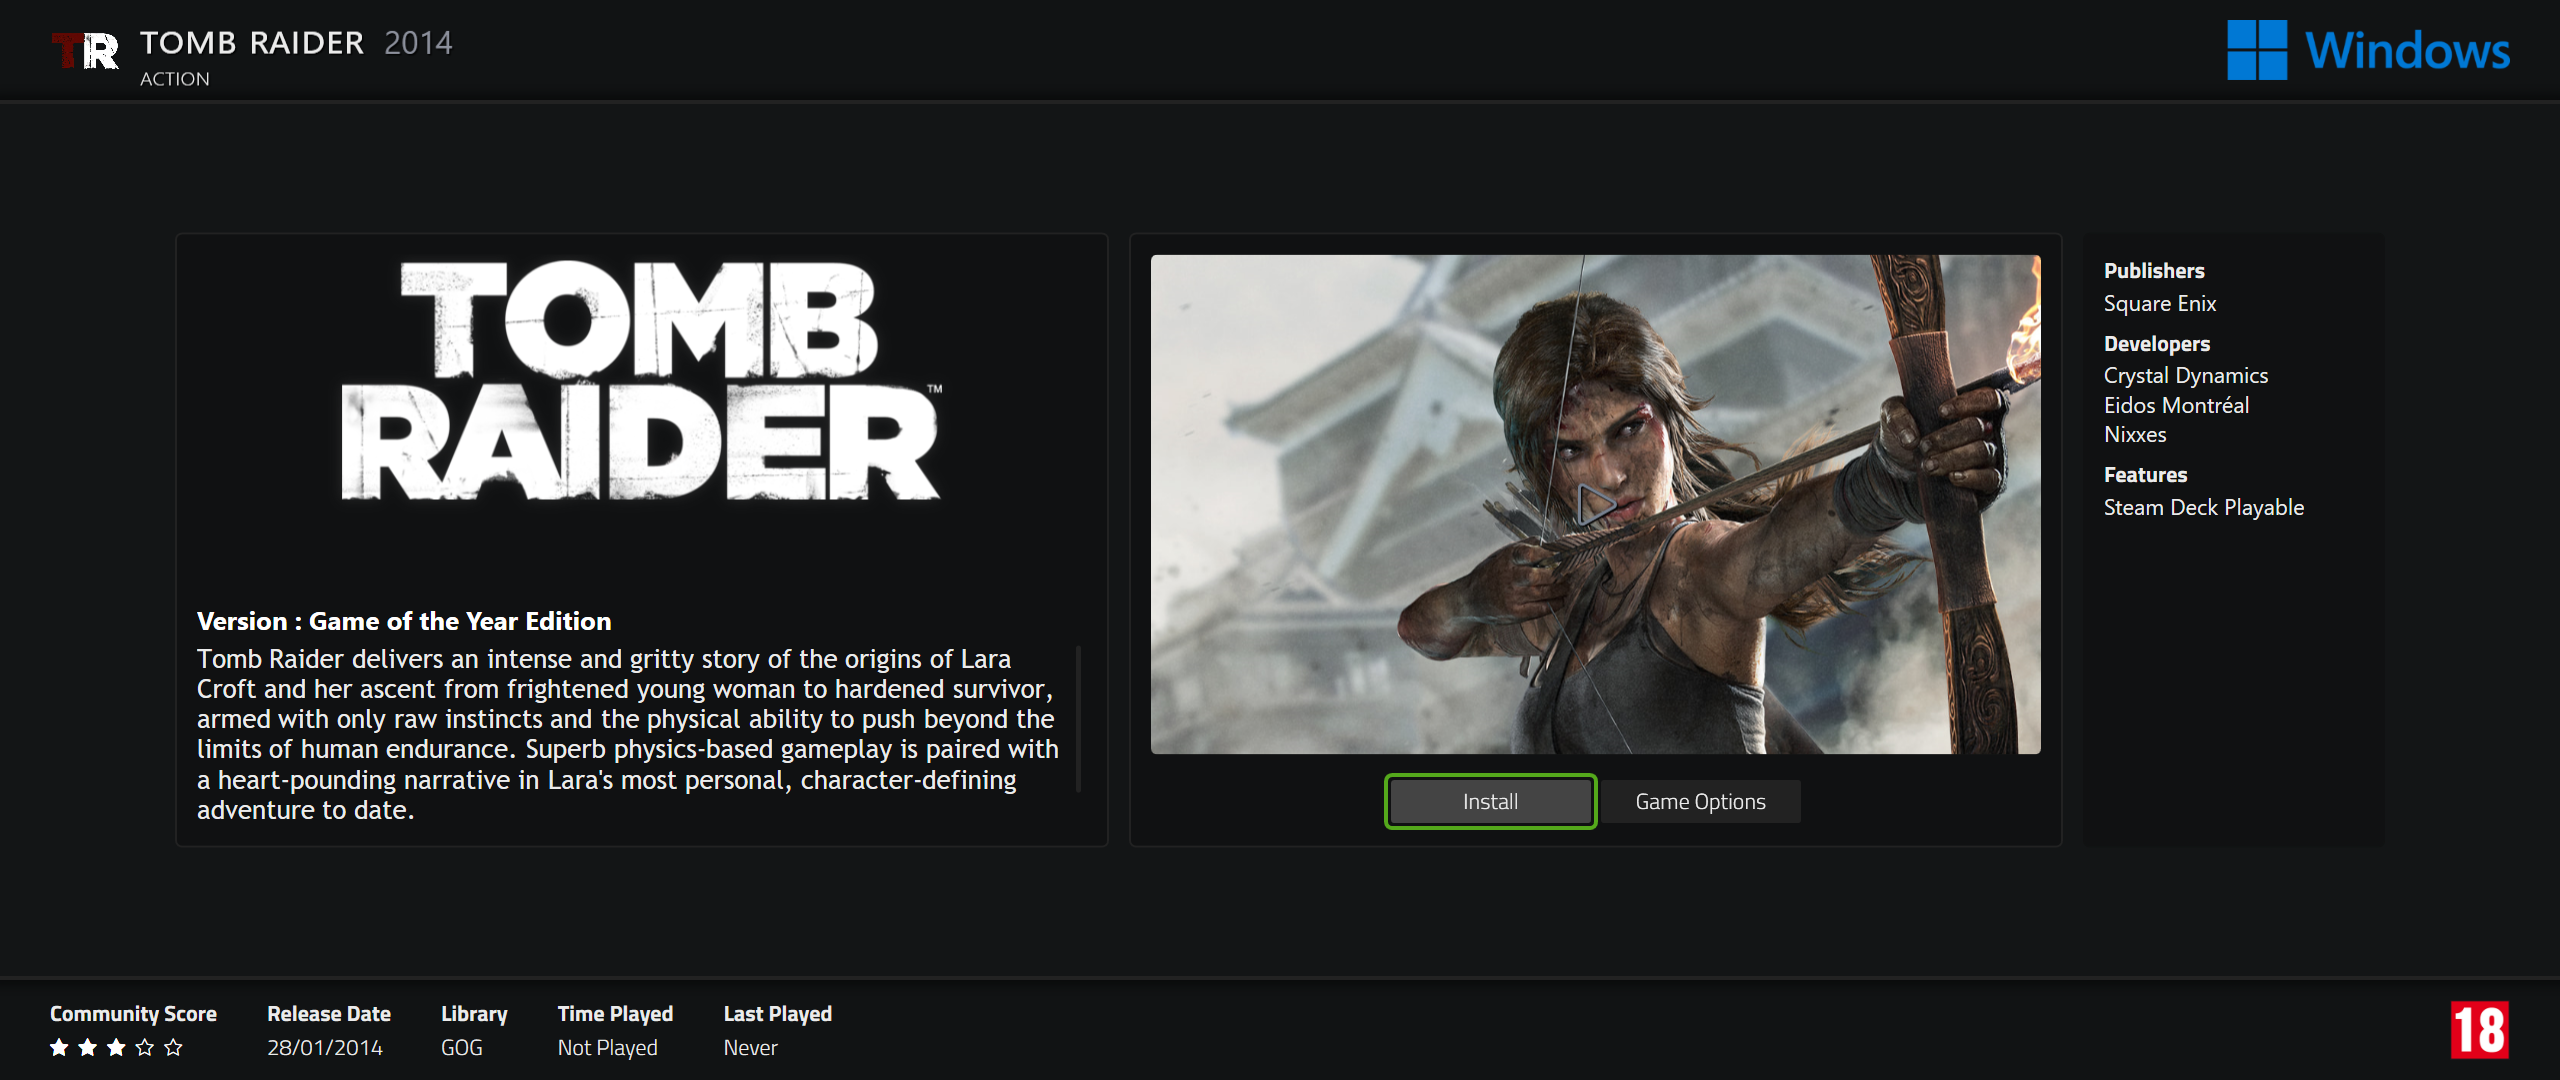 TR TOMB RAIDER 2014
ACTION
Windows
TOMB
RAIDER™
Version : Game of the Year Edition
Tomb Raider delivers an intense and gritty story of the origins of Lara
Croft and her ascent from frightened young woman to hardened survivor,
armed with only raw instincts and the physical ability to push beyond the
limits of human endurance. Superb physics-based gameplay is paired with
a heart-pounding narrative in Lara's most personal, character-defining
adventure to date.
Install
Game Options
Publishers
Square Enix
Developers
Crystal Dynamics
Eidos Montréal
Nixxes
Features
Steam Deck Playable
Community Score
Release Date
28/01/2014
Library
GOG
Time Played
Not Played
Last Played
Never
18